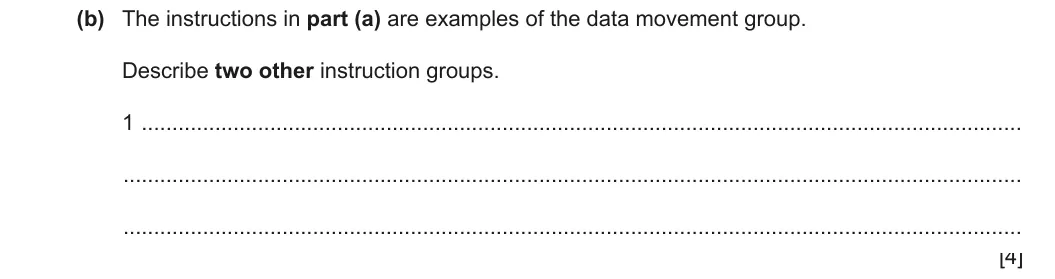 (b) The instructions in part (a) are examples of the data movement group.
Describe two other instruction groups.
1 ..............................................................................................................................................
..................................................................................................................................................
..................................................................................................................................................
[4]